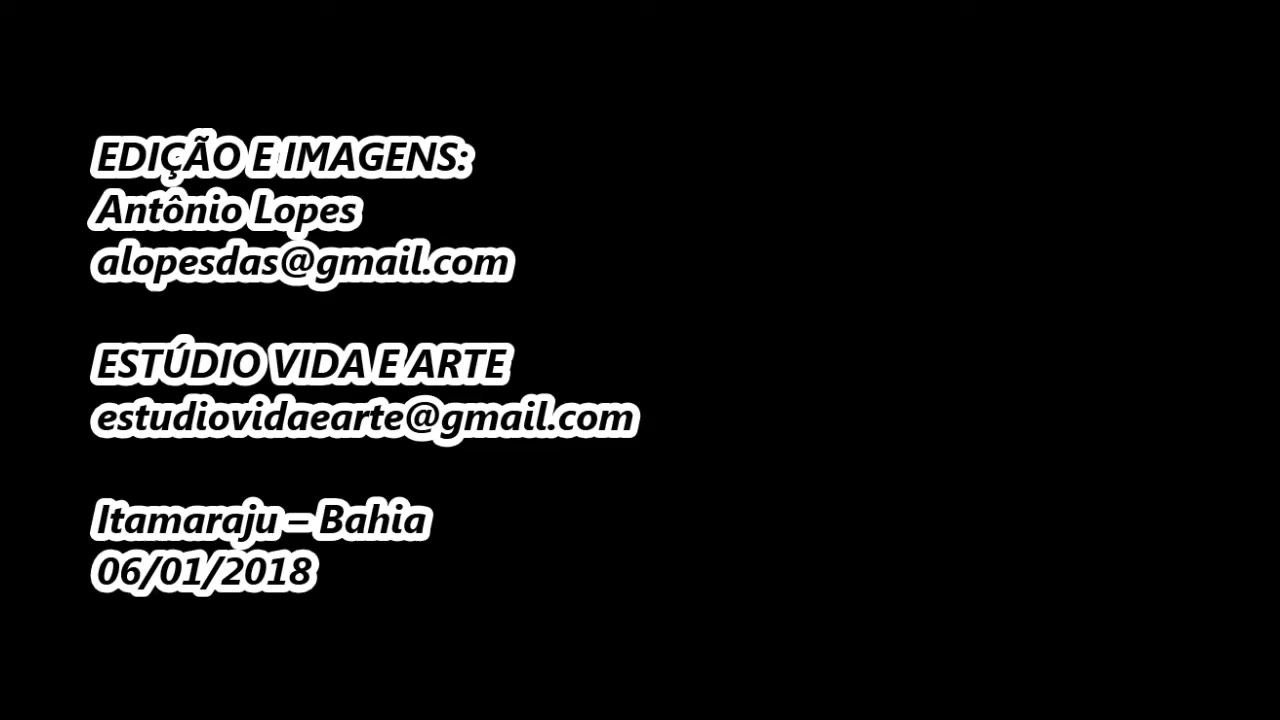 EDIÇÃO E IMAGENS:
Antônio Lopes
alopesdas@gmail.com
ESTÚDIO VIDA E ARTE
estudiovidaearte@gmail.com
Itamaraju – Bahia
06/01/2018